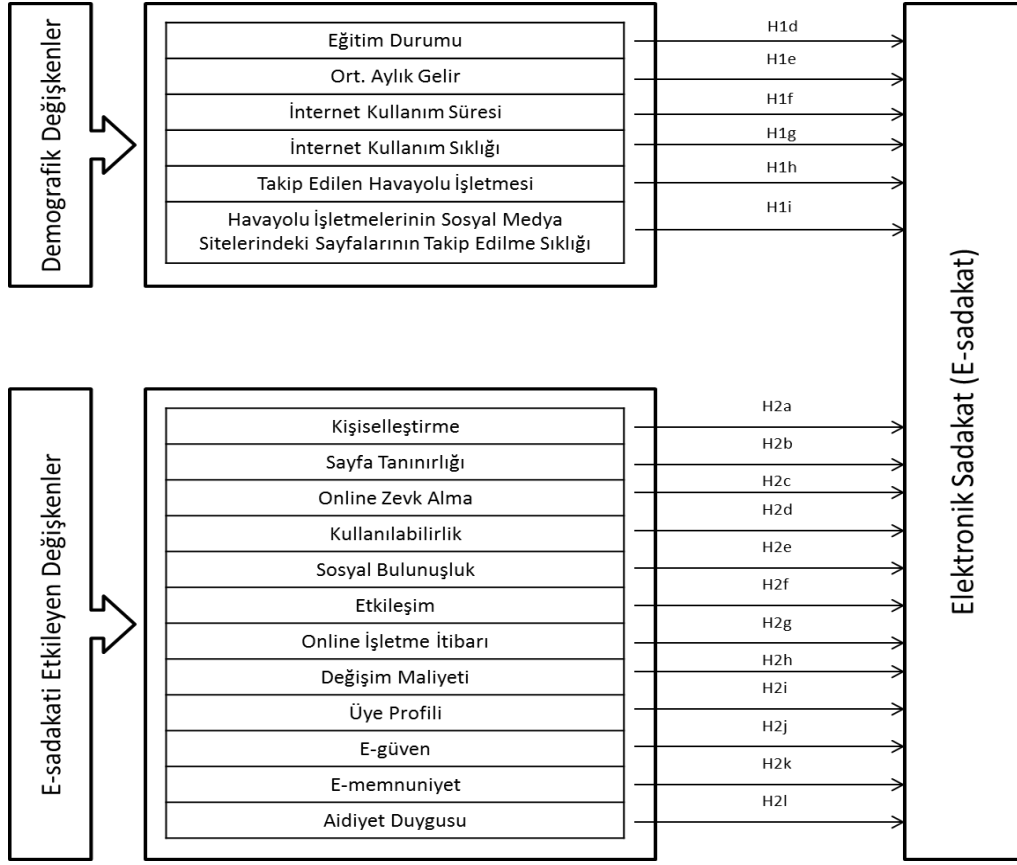 Demografik Değişkenler
Eğitim Durumu
Ort. Aylık Gelir
İnternet Kullanım Süresi
İnternet Kullanım Sıklığı
Takip Edilen Havayolu İşletmesi
Havayolu İşletmelerinin Sosyal Medya
Sitelerindeki Sayfalarının Takip Edilme Sıklığı
H1d
H1e
H1f
H1g
H1h
H1i
E-sadakati Etkileyen Değişkenler
Kişiselleştirme
Sayfa Tanınırlığı
Online Zevk Alma
Kullanılabilirlik
Sosyal Bulunuşluk
Etkileşim
Online İşletme İtibarı
Değişim Maliyeti
Üye Profili
E-güven
E-memnuniyet
Aidiyet Duygusu
H2a
H2b
H2c
H2d
H2e
H2f
H2g
H2h
H2i
H2j
H2k
H2l
Elektronik Sadakat (E-sadakat)